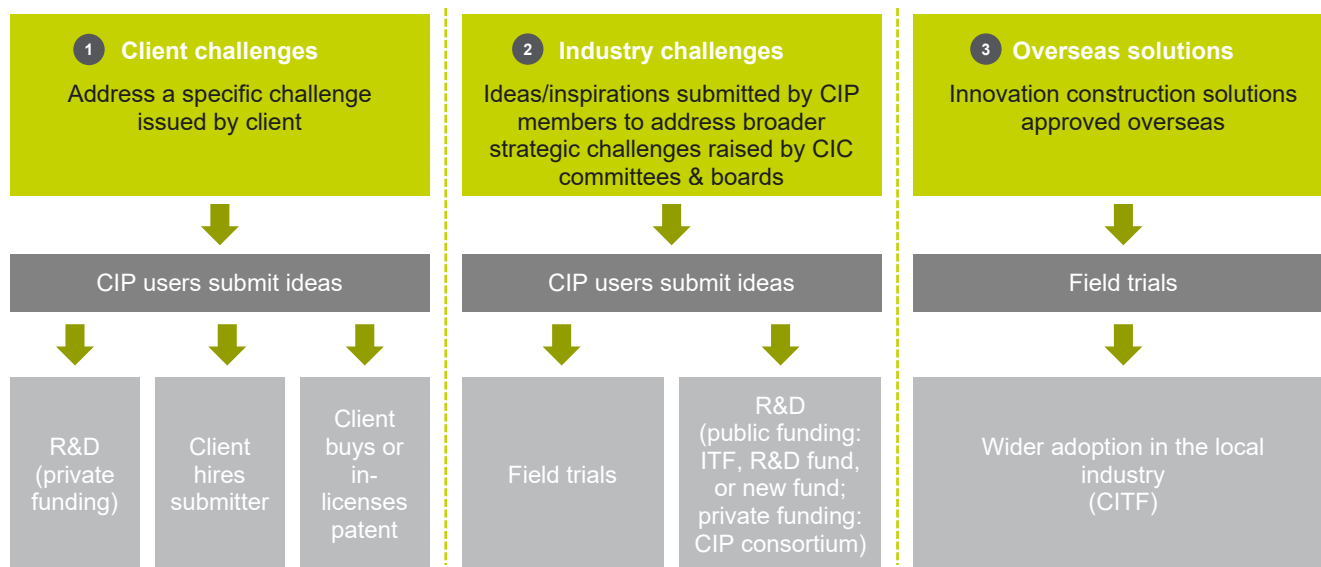 1 Client challenges
Address a specific challenge
issued by client
CIP users submit ideas
R&D
(private
funding)
Client
hires
submitter
Client
buys or
in-
licenses
patent
2 Industry challenges
Ideas/inspirations submitted by CIP
members to address broader
strategic challenges raised by CIC
committees & boards
CIP users submit ideas
Field trials
R&D
(public funding:
ITF, R&D fund,
or new fund;
private funding:
CIP consortium)
3 Overseas solutions
Innovation construction solutions
approved overseas
Field trials
Wider adoption in the local
industry
(CITF)